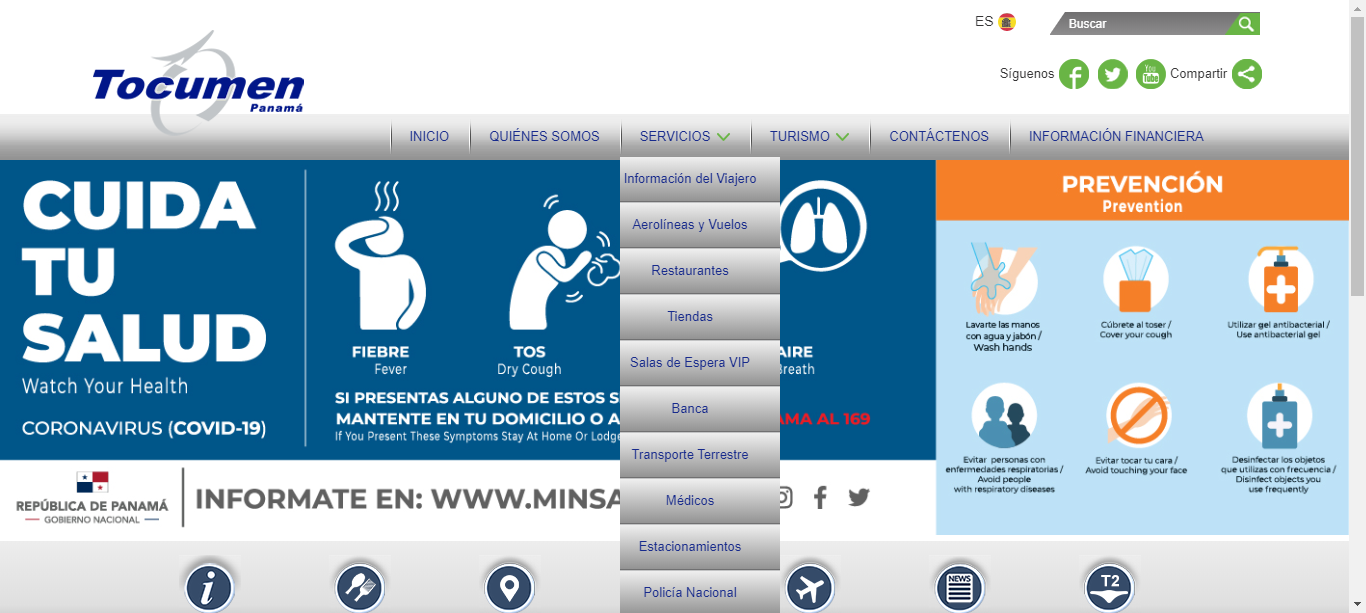 ES
Buscar
Síguenos
You
Tube
Compartir
Tocumen
Panamá
INICIO
QUIÉNES SOMOS
SERVICIOS
TURISMO
CONTÁCTENOS
INFORMACIÓN FINANCIERA
Información del Viajero
Aerolíneas y Vuelos
Restaurantes
Tiendas
Salas de Espera VIP
Banca
Transporte Terrestre
Médicos
Estacionamientos
Policía Nacional
CUIDA
TU
SALUD
Watch Your Health
CORONAVIRUS (COVID-19)
FIEBRE
Fever
TOS
Dry Cough
AIRE
Breath
SI PRESENTAS ALGUNO DE ESTOS S
MANTENTE EN TU DOMICILIO O A
AMA AL 169
If You Present These Symptoms Stay At Home Or Lodge
PREVENCIÓN
Prevention
Lavarte las manos
con agua y jabón /
Wash hands
Cúbrete al toser /
Cover your cough
Utilizar gel antibacterial /
Use antibacterial gel
Evitar personas con
enfermedades respiratorias /
Avoid people
with respiratory diseases
Evitar tocar tu cara /
Avoid touching your face
Desinfectar los objetos
que utilizas con frecuencia /
Disinfect objects you
use frequently
REPÚBLICA DE PANAMÁ
GOBIERNO NACIONAL
INFORMATE EN: WWW.MINSA
NEWS
T2